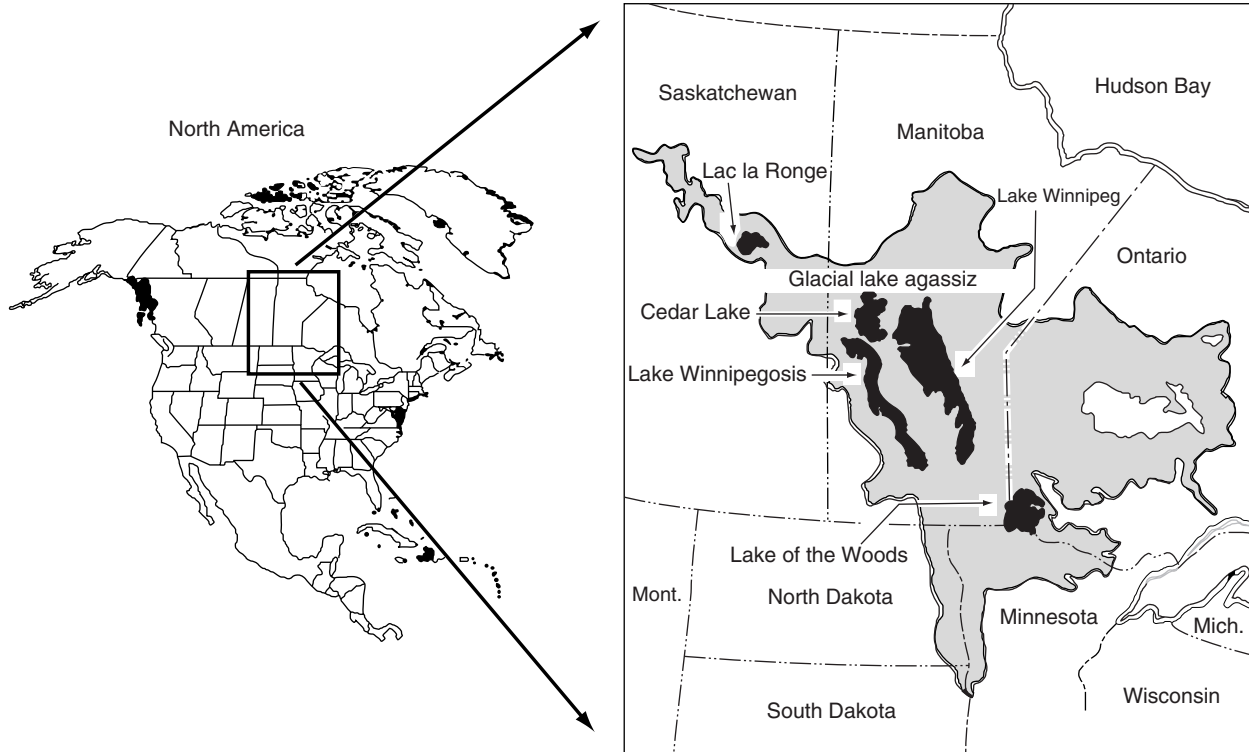 North America
Saskatchewan
Hudson Bay
Manitoba
Lac la Ronge
Lake Winnipeg
Ontario
Glacial lake agassiz
Cedar Lake
Lake Winnipegosis
Lake of the Woods
Mont.
North Dakota
Minnesota
Mich.
Wisconsin
South Dakota